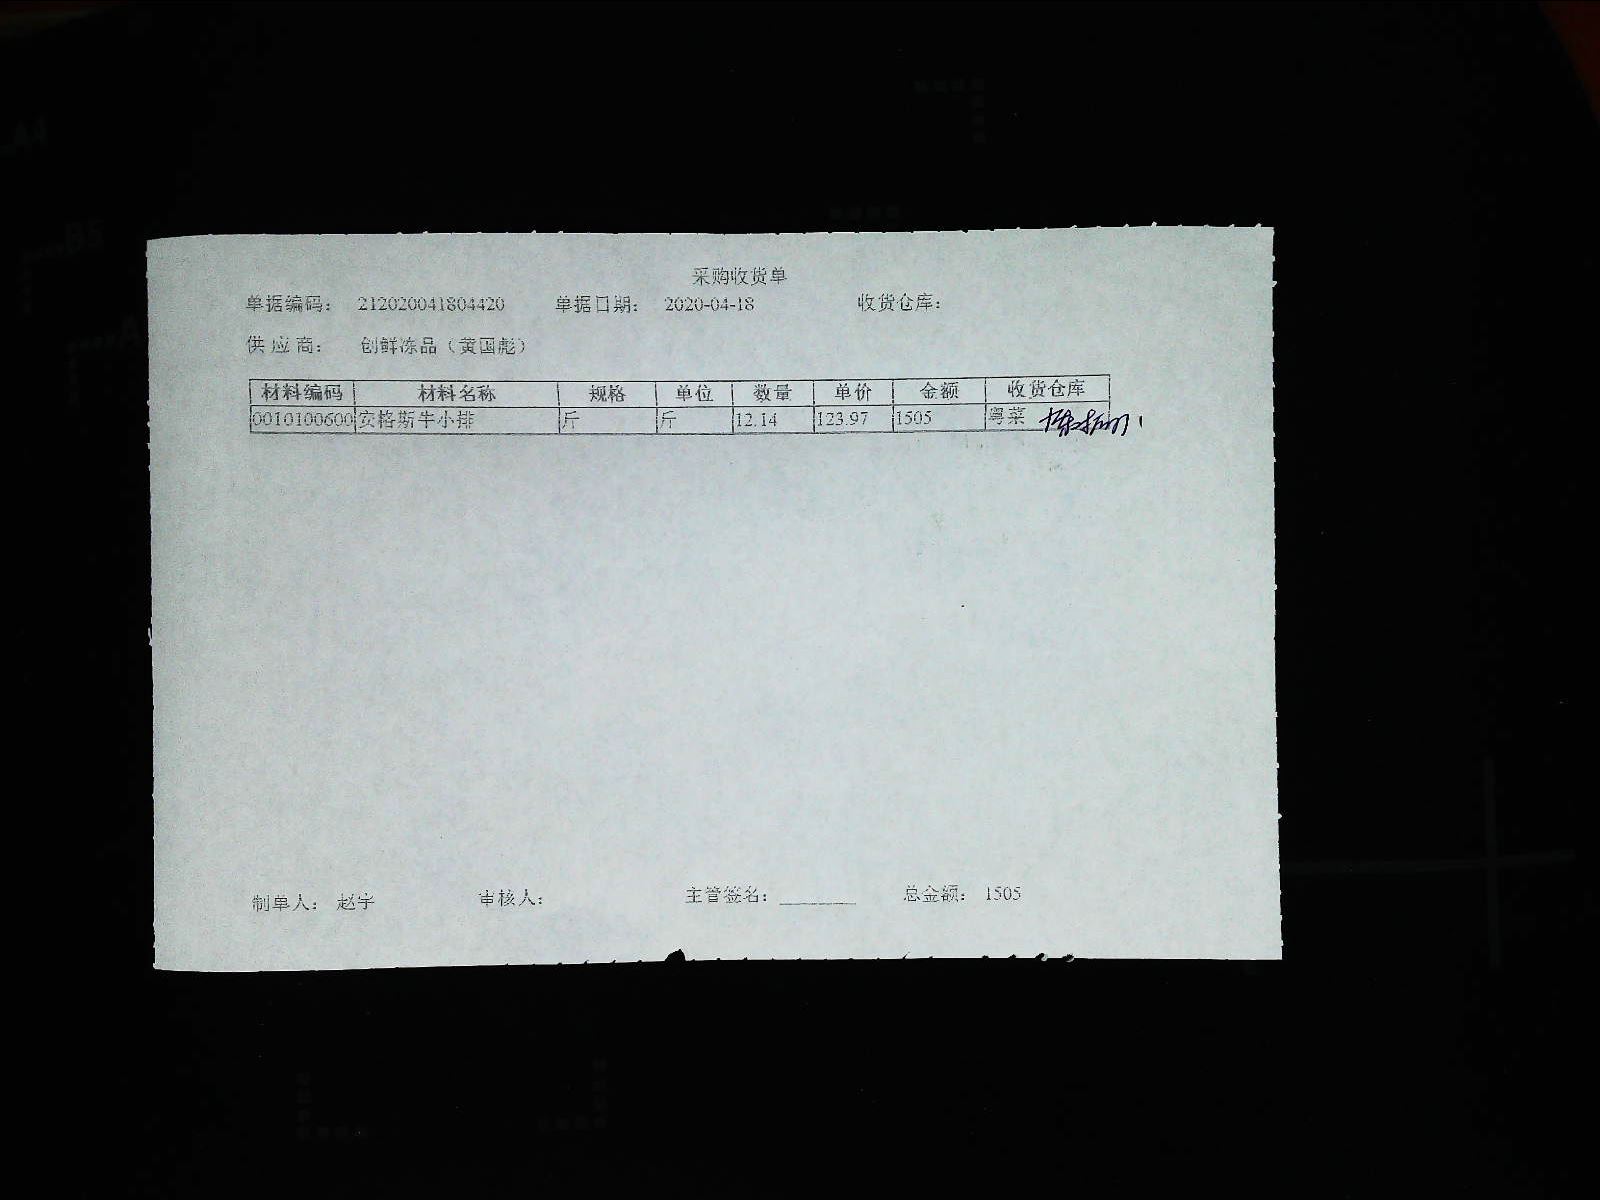 采购收货单
单据编码： 212020041804420 单据日期： 2020-04-18 收货仓库：
供应商： 创鲜冻品（黄国彪）
材料编码 材料名称 规格 单位 数量 单价 金额 收货仓库
0010100600 安格斯牛小排 斤 斤 12.14 123.97 1505 粤菜
制单人： 赵宇 审核人： 主管签名： 总金额： 1505